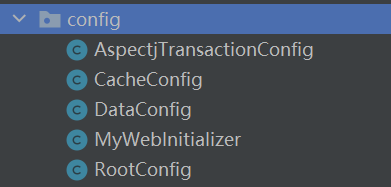 config
AspectjTransactionConfig
CacheConfig
DataConfig
MyWebInitializer
RootConfig